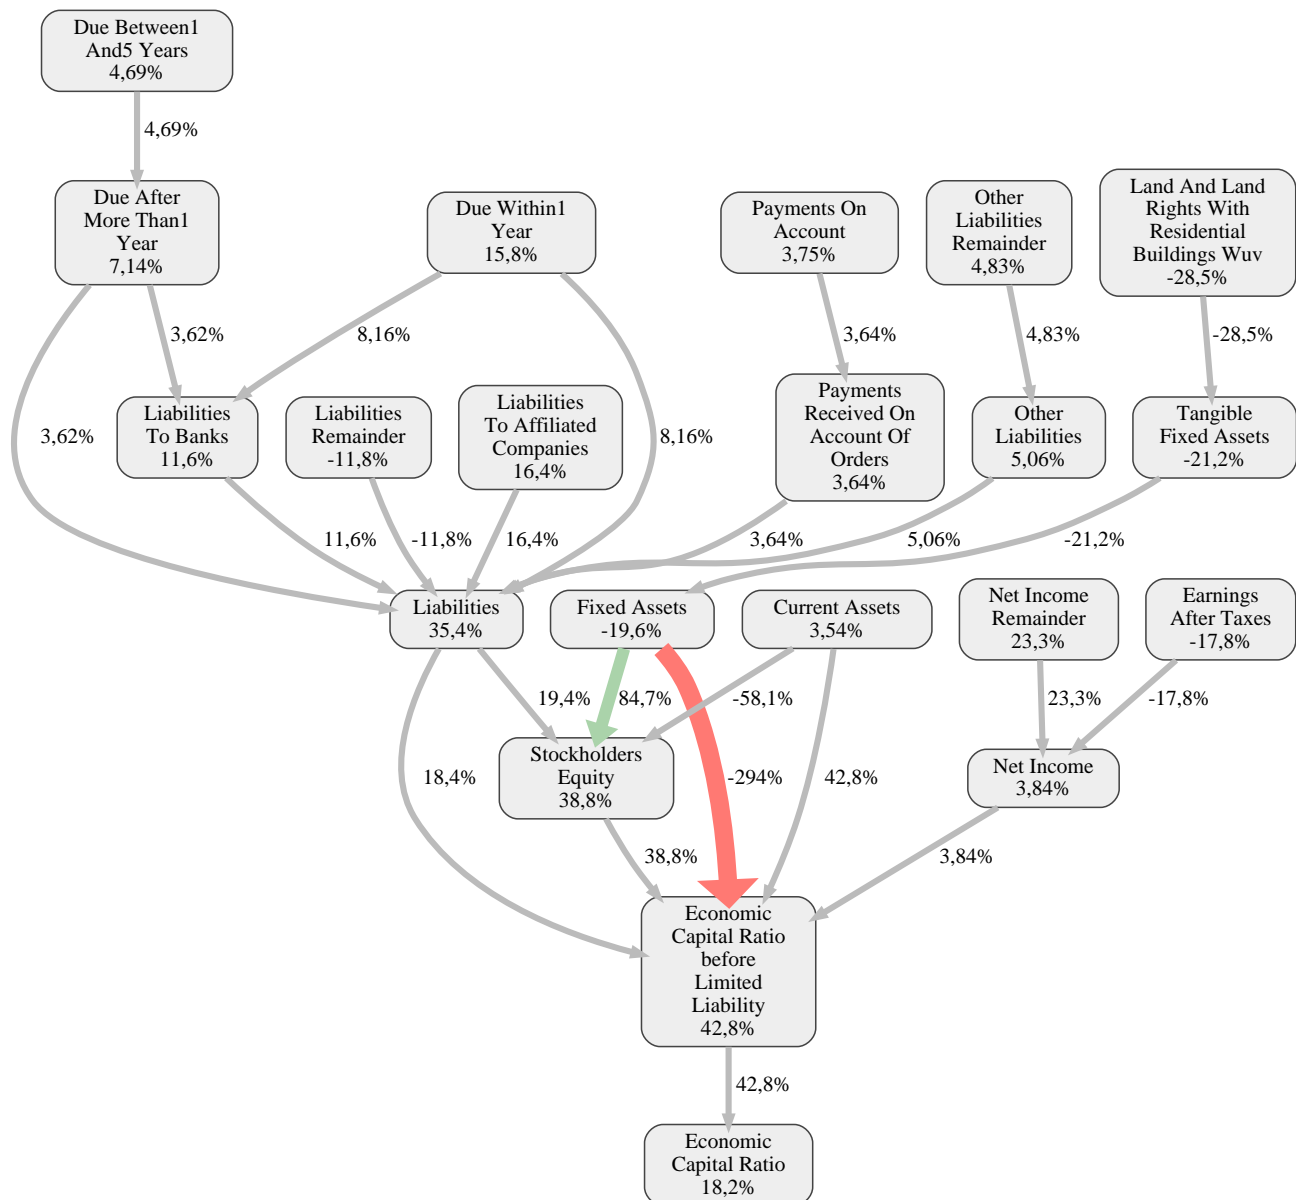 Due Between1
And5 Years
4,69%
4,69%
Due After
More Than1
Year
7,14%
Due Within1
Year
15,8%
Payments On
Account
3,75%
Other
Liabilities
Remainder
4,83%
Land And Land
Rights With
Residential
Buildings Wuv
-28,5%
3,62%
8,16%
3,64%
4,83%
-28,5%
Liabilities
To Banks
11,6%
Liabilities
Remainder
-11,8%
Liabilities
To Affiliated
Companies
16,4%
Payments
Received On
Account Of
Orders
3,64%
Other
Liabilities
5,06%
Tangible
Fixed Assets
-21,2%
3,62%
8,16%
11,6%
-11,8%
16,4%
3,64%
5,06%
-21,2%
Liabilities
35,4%
Fixed Assets
-19,6%
Current Assets
3,54%
Net Income
Remainder
23,3%
Earnings
After Taxes
-17,8%
19,4%
84,7%
-58,1%
23,3%
-17,8%
Stockholders
Equity
38,8%
Net Income
3,84%
18,4%
-294%
42,8%
38,8%
3,84%
Economic
Capital Ratio
before
Limited
Liability
42,8%
42,8%
Economic
Capital Ratio
18,2%